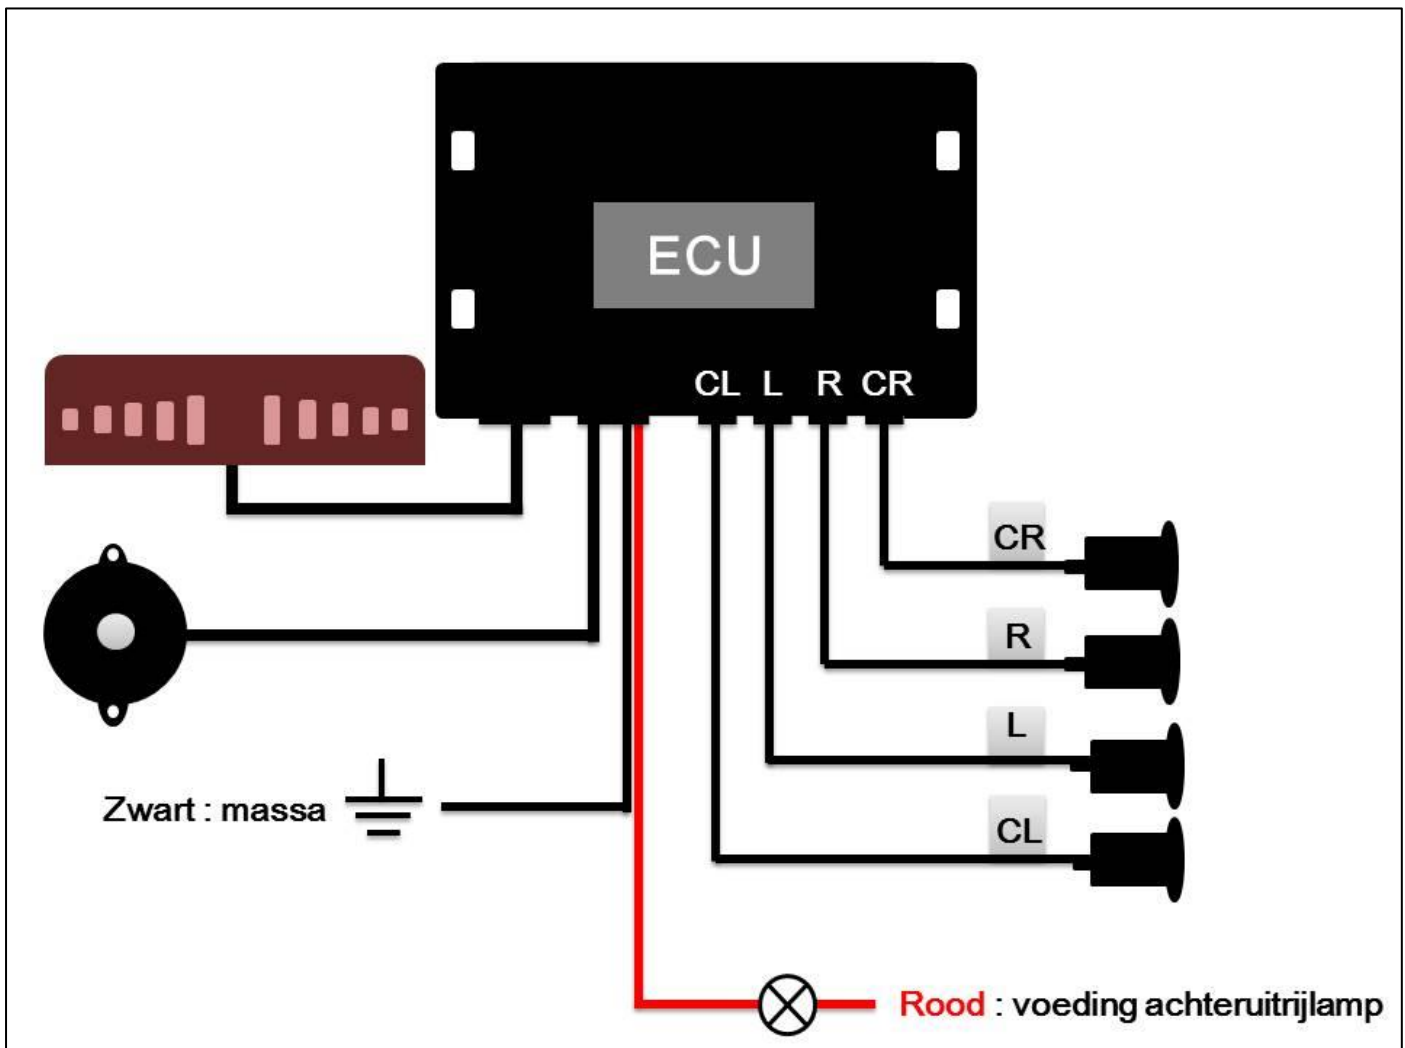 ECU
CL L R CR
CR
R
L
CL
Zwart : massa
Rood : voeding achteruitrijlamp